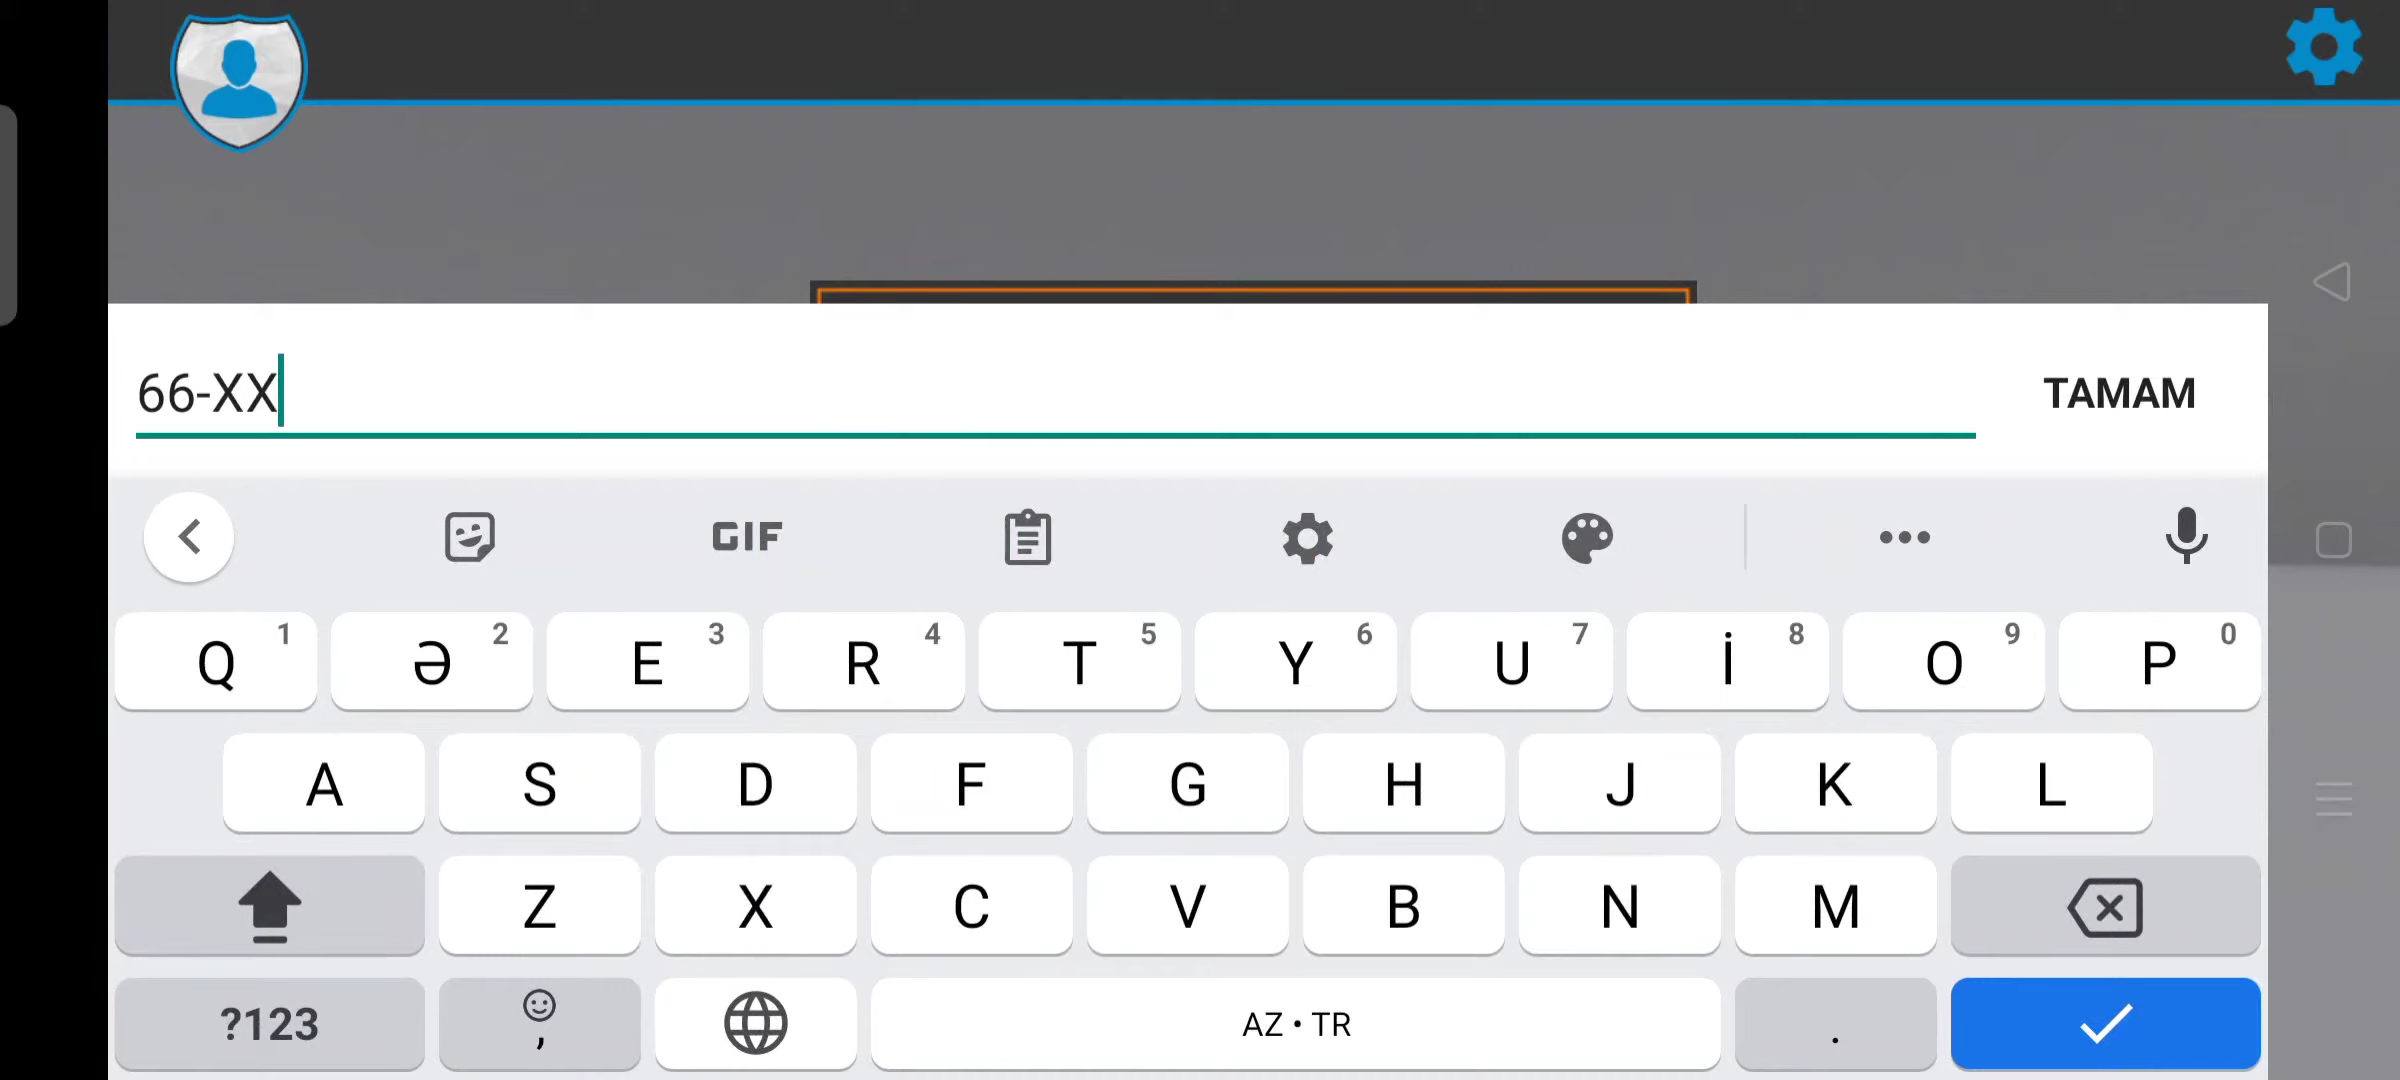 66-XX
TAMAM
GIF
Q 1 Ə 2 E 3 R 4 T 5 Y 6 U 7 İ 8 O 9 P 0
A S D F G H J K L
Z X C V B N M
?123 , AZ • TR .